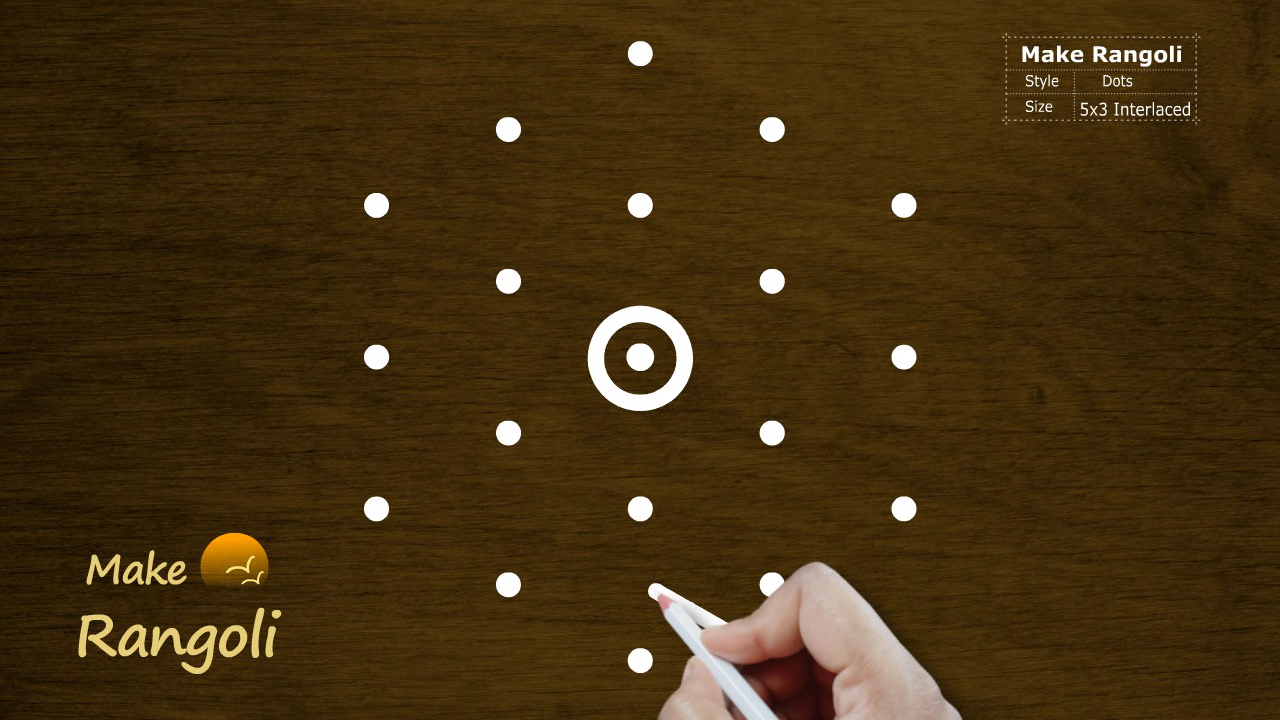 Make Rangoli
Style Dots
Size 5x3 Interlaced
Make
Rangoli